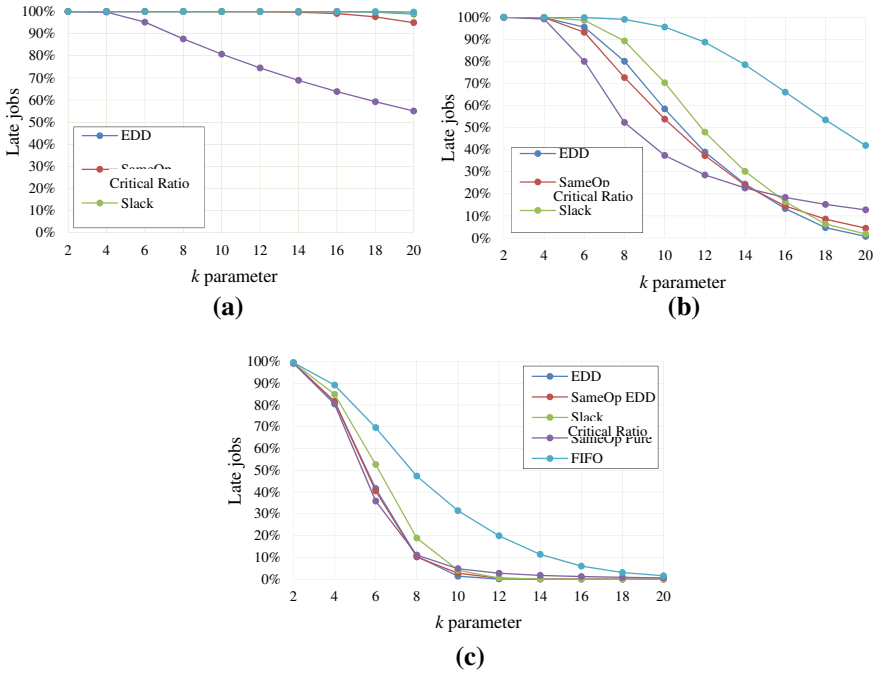 100%
90%
80%
70%
60%
50%
40%
30%
20%
10%
0%
Late jobs
EDD
SameOp
Critical Ratio
Slack
2 4 6 8 10 12 14 16 18 20
k parameter
(a)
100%
90%
80%
70%
60%
50%
40%
30%
20%
10%
0%
Late jobs
EDD
SameOp
Critical Ratio
Slack
2 4 6 8 10 12 14 16 18 20
k parameter
(b)
100%
90%
80%
70%
60%
50%
40%
30%
20%
10%
0%
Late jobs
EDD
SameOp EDD
Slack
Critical Ratio
SameOp Pure
FIFO
2 4 6 8 10 12 14 16 18 20
k parameter
(c)